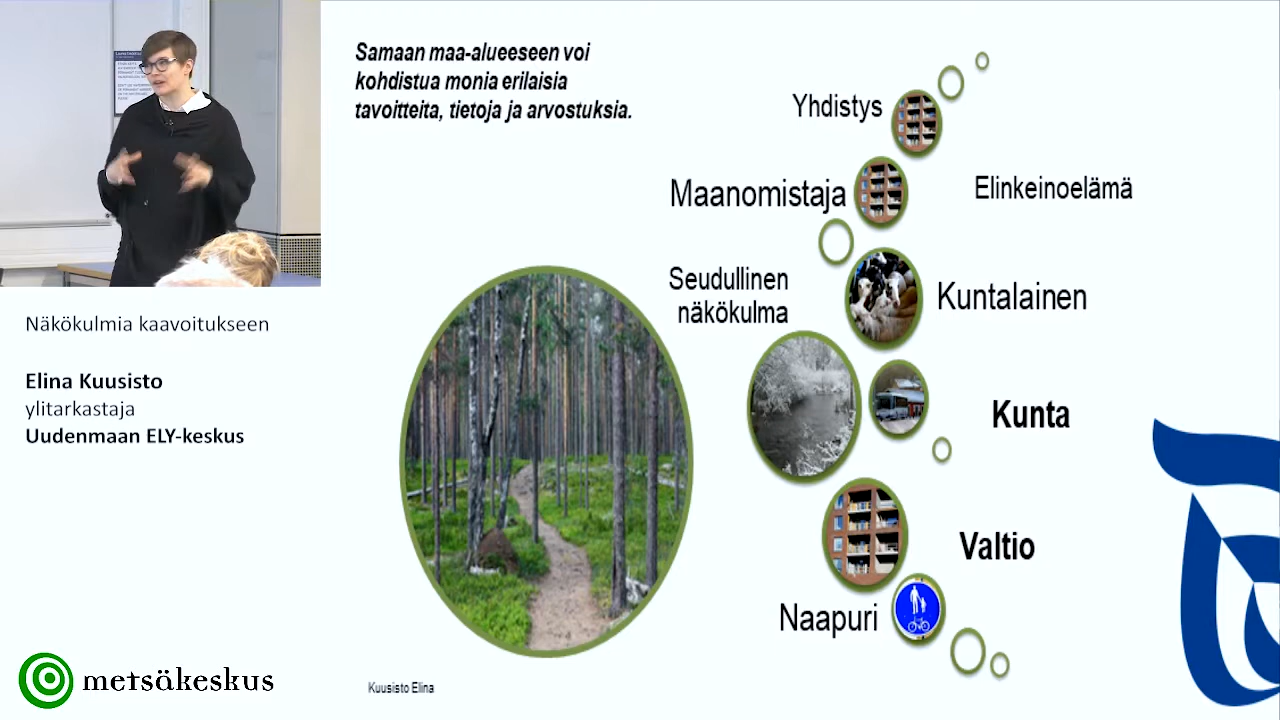 Samaan maa-alueeseen voi
kohdistua monia erilaisia
tavoitteita, tietoja ja arvostuksia.
Yhdistys
Maanomistaja
Elinkeinoelämä
Seudullinen
näkökulma
Kuntalainen
Kunta
Valtio
Naapuri
Näkökulmia kaavoitukseen
Elina Kuusisto
ylitarkastaja
Uudenmaan ELY-keskus
metsäkeskus
Kuusisto Elina